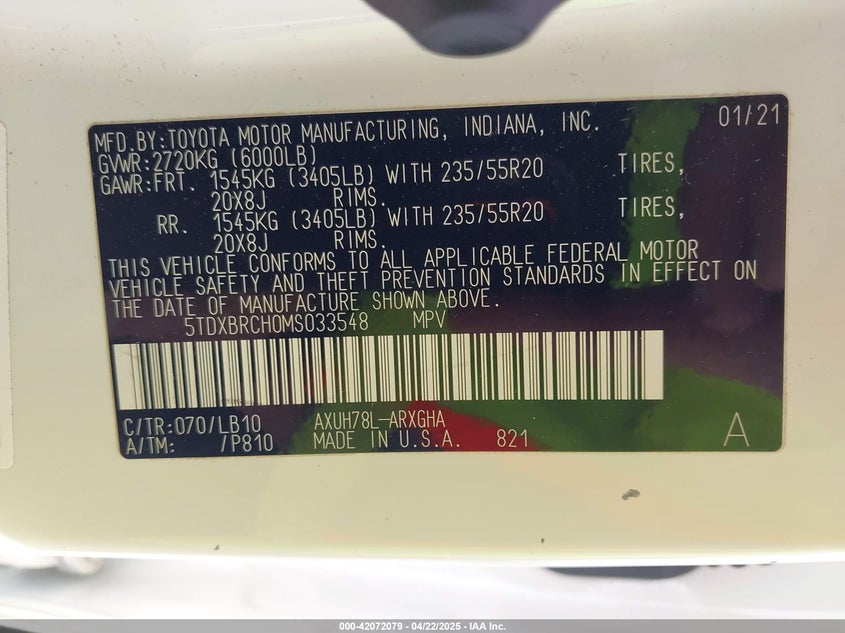 01/21
MFD.BY:TOYOTA MOTOR MANUFACTURING, INDIANA, INC.
GVWR:2720KG (6000LB)
GAWR:FRT. 1545KG (3405LB) WITH 235/55R20 TIRES,
20X8J RIMS.
RR. 1545KG (3405LB) WITH 235/55R20 TIRES,
20X8J RIMS.
THIS VEHICLE CONFORMS TO ALL APPLICABLE FEDERAL MOTOR
VEHICLE SAFETY AND THEFT PREVENTION STANDARDS IN EFFECT ON
THE DATE OF MANUFACTURE SHOWN ABOVE.
5TDXBRCH0MS033548 MPV
C/TR:070/LB10 AXUH78L-ARXGHA
A/TM: /P810 MADE IN U.S.A. 821 A
000-42072079 - 04/22/2025 - IAA Inc.